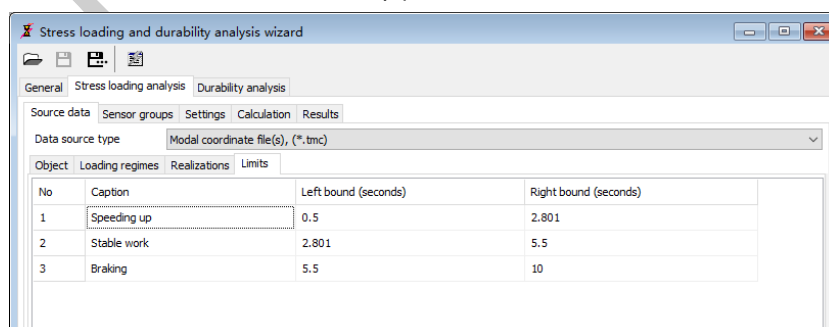 Stress loading and durability analysis wizard
General Stress loading analysis Durability analysis
Source data Sensor groups Settings Calculation Results
Data source type Modal coordinate file(s), (*.tmc)
Object Loading regimes Realizations Limits
No Caption Left bound (seconds) Right bound (seconds)
1 Speeding up 0.5 2.801
2 Stable work 2.801 5.5
3 Braking 5.5 10